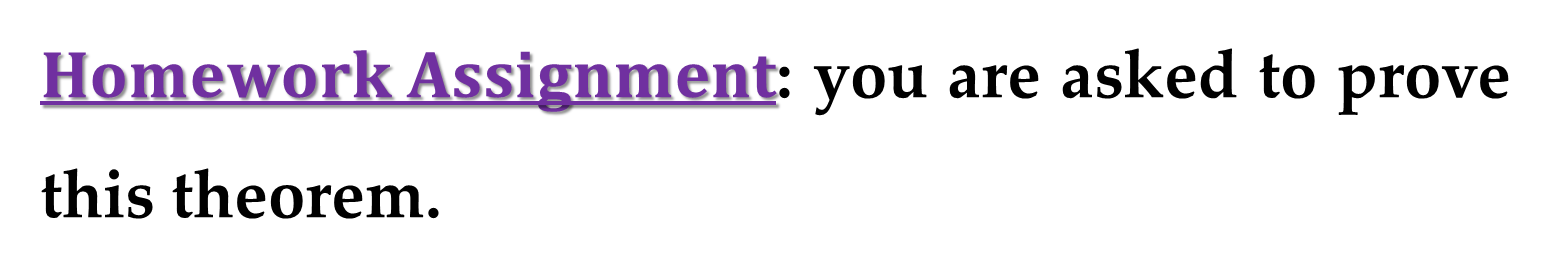 Homework Assignment: you are asked to prove
this theorem.